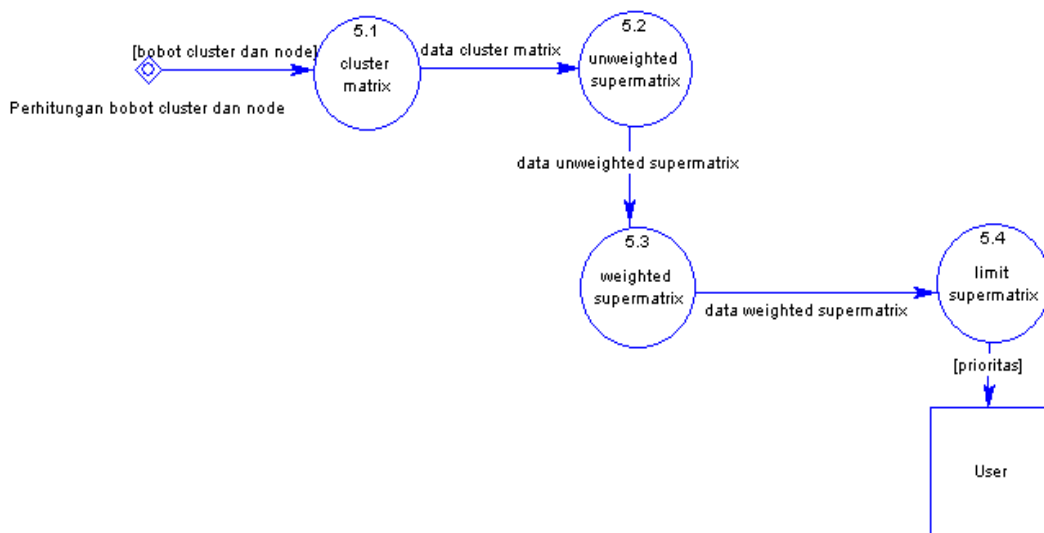 5.1
[bobot cluster dan node]
cluster
matrix
Perhitungan bobot cluster dan node
data cluster matrix
5.2
unweighted
supermatrix
data unweighted supermatrix
5.3
weighted
supermatrix
data weighted supermatrix
5.4
limit
supermatrix
[prioritas]
User